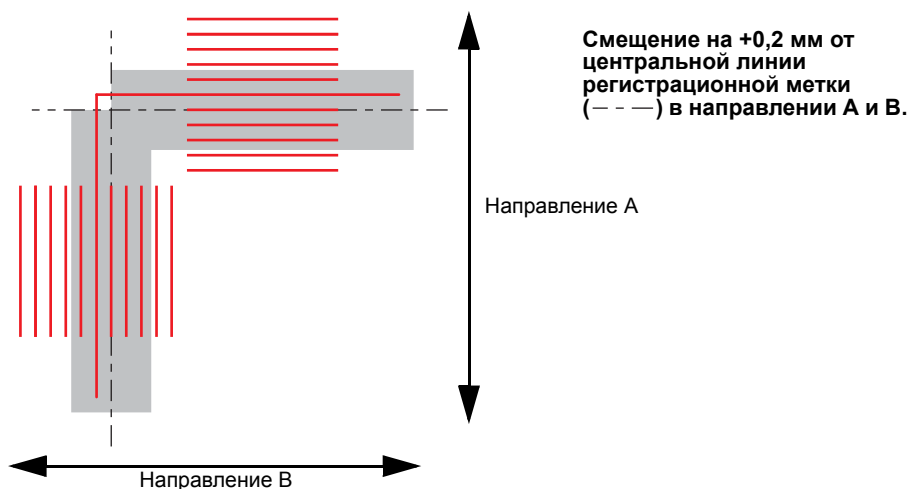 Смещение на +0,2 мм от
центральной линии
регистрационной метки
(— - —) в направлении А и В.
Направление А
Направление В